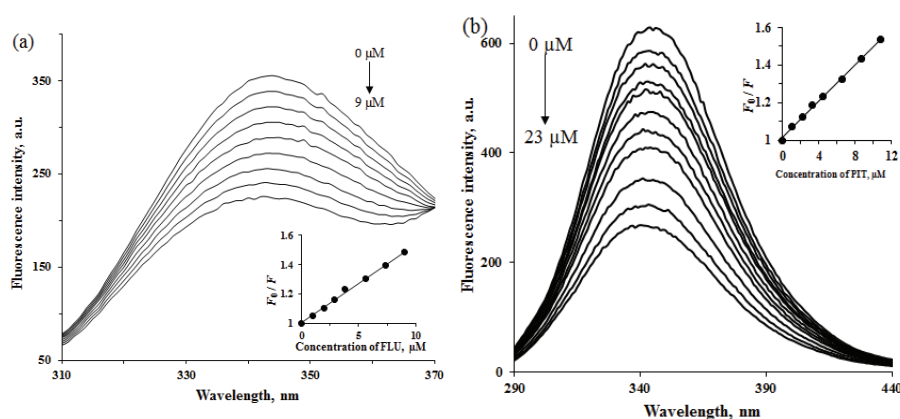 (a)
350
250
150
50
310
330
350
370
Fluorescence intensity, a.u.
Wavelength, nm
0 µM
9 µM
1.6
1.4
1.2
1
0
5
10
F0 / F
Concentration of FLU, µM
(b)
600
400
200
0
290
340
390
440
Fluorescence intensity, a.u.
Wavelength, nm
0 µM
23 µM
1.6
1.4
1.2
1
0
4
8
12
F0 / F
Concentration of PIT, µM